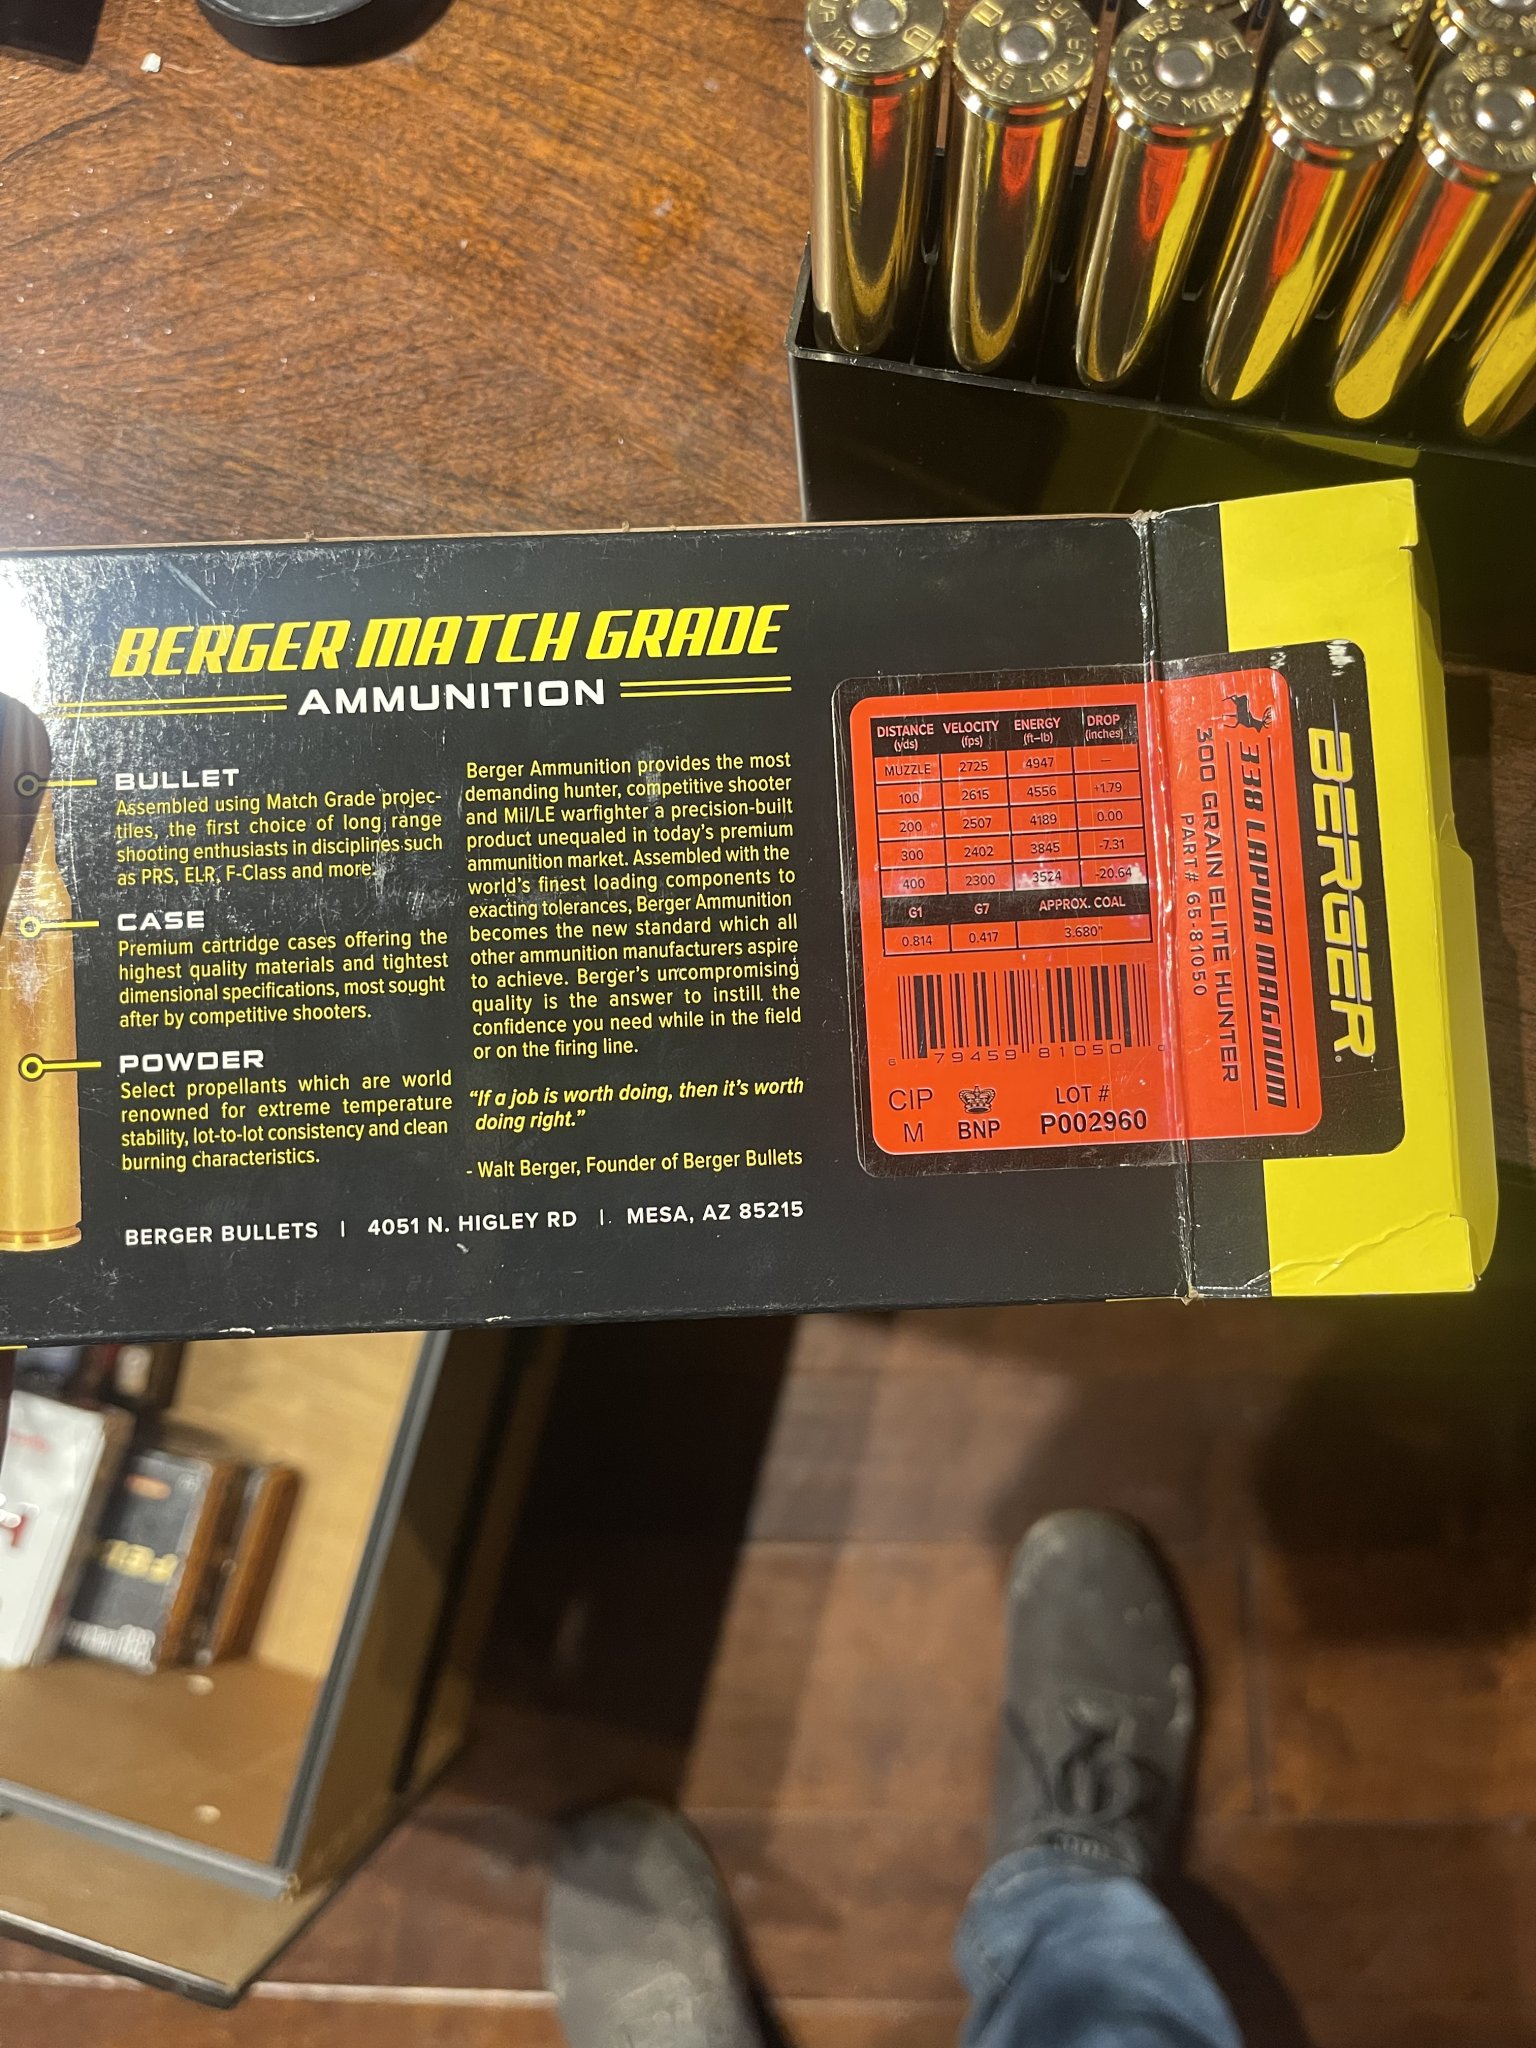 MAG.
338 LAPUA
338
LAPUA MAG.
338 LAPUA
BERGER MATCH GRADE
AMMUNITION
BULLET
Assembled using Match Grade projec-
tiles, the first choice of long range
shooting enthusiasts in disciplines such
as PRS, ELR, F-Class and more.
CASE
Premium cartridge cases offering the
highest quality materials and tightest
dimensional specifications, most sought
after by competitive shooters.
POWDER
Select propellants which are world
renowned for extreme temperature
stability, lot-to-lot consistency and clean
burning characteristics.
Berger Ammunition provides the most
demanding hunter, competitive shooter
and Mil/LE warfighter a precision-built
product unequaled in today's premium
ammunition market. Assembled with the
world's finest loading components to
exacting tolerances, Berger Ammunition
becomes the new standard which all
other ammunition manufacturers aspire
to achieve. Berger's uncompromising
quality is the answer to instill the
confidence you need while in the field
or on the firing line.
"If a job is worth doing, then it's worth
doing right."
- Walt Berger, Founder of Berger Bullets
BERGER BULLETS | 4051 N. HIGLEY RD | MESA, AZ 85215
DISTANCE (yds) VELOCITY (fps) ENERGY (ft-lb) DROP (inches)
MUZZLE 2725 4947 —
100 2615 4556 +1.79
200 2507 4189 0.00
300 2402 3845 -7.31
400 2300 3524 -20.64
G1 G7 APPROX. COAL
0.814 0.417 3.680"
6 79459 81050 0
CIP BNP LOT #
M P002960
BERGER
338 LAPUA MAGNUM
300 GRAIN ELITE HUNTER
PART# 65-81050